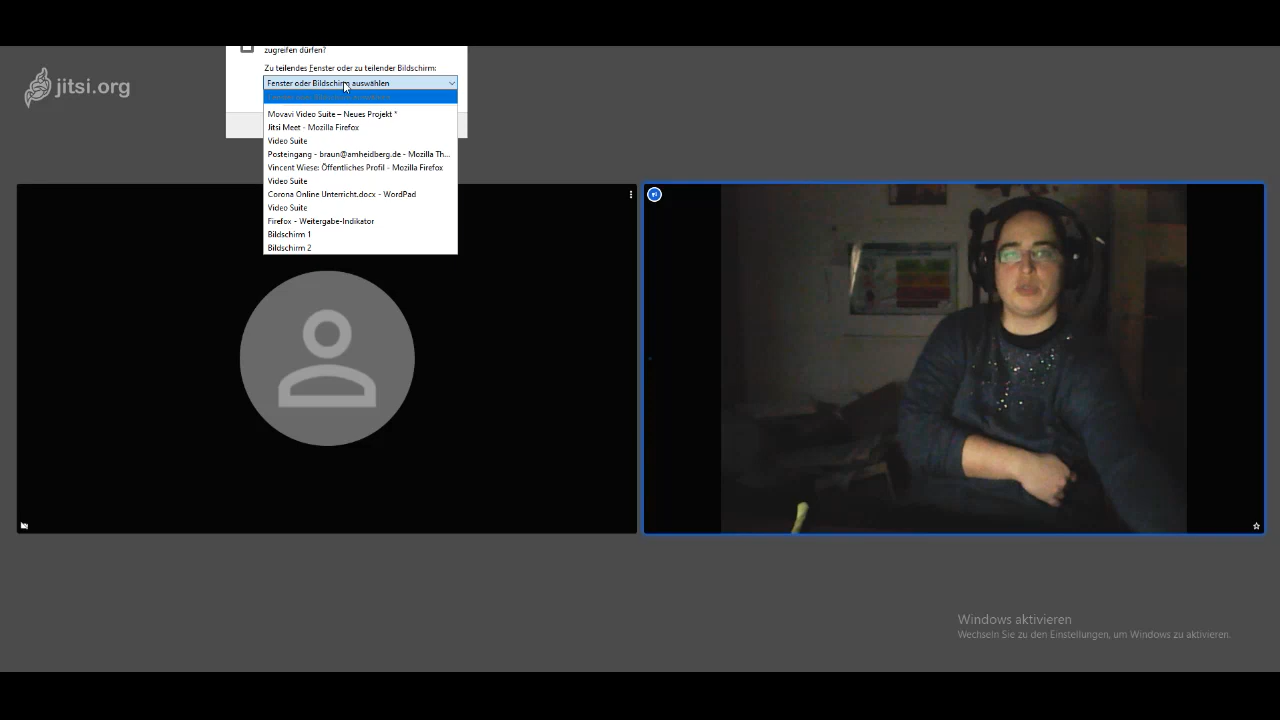 zugreifen dürfen?
Zu teilendes Fenster oder zu teilender Bildschirm:
jitsi.org
Fenster oder Bildschirm auswählen
Movavi Video Suite – Neues Projekt *
Jitsi Meet - Mozilla Firefox
Video Suite
Posteingang - braun@amheidberg.de - Mozilla Th...
Vincent Wiese: Öffentliches Profil - Mozilla Firefox
Video Suite
Corona Online Unterricht.docx - WordPad
Video Suite
Firefox - Weitergabe-Indikator
Bildschirm 1
Bildschirm 2
Windows aktivieren
Wechseln Sie zu den Einstellungen, um Windows zu aktivieren.